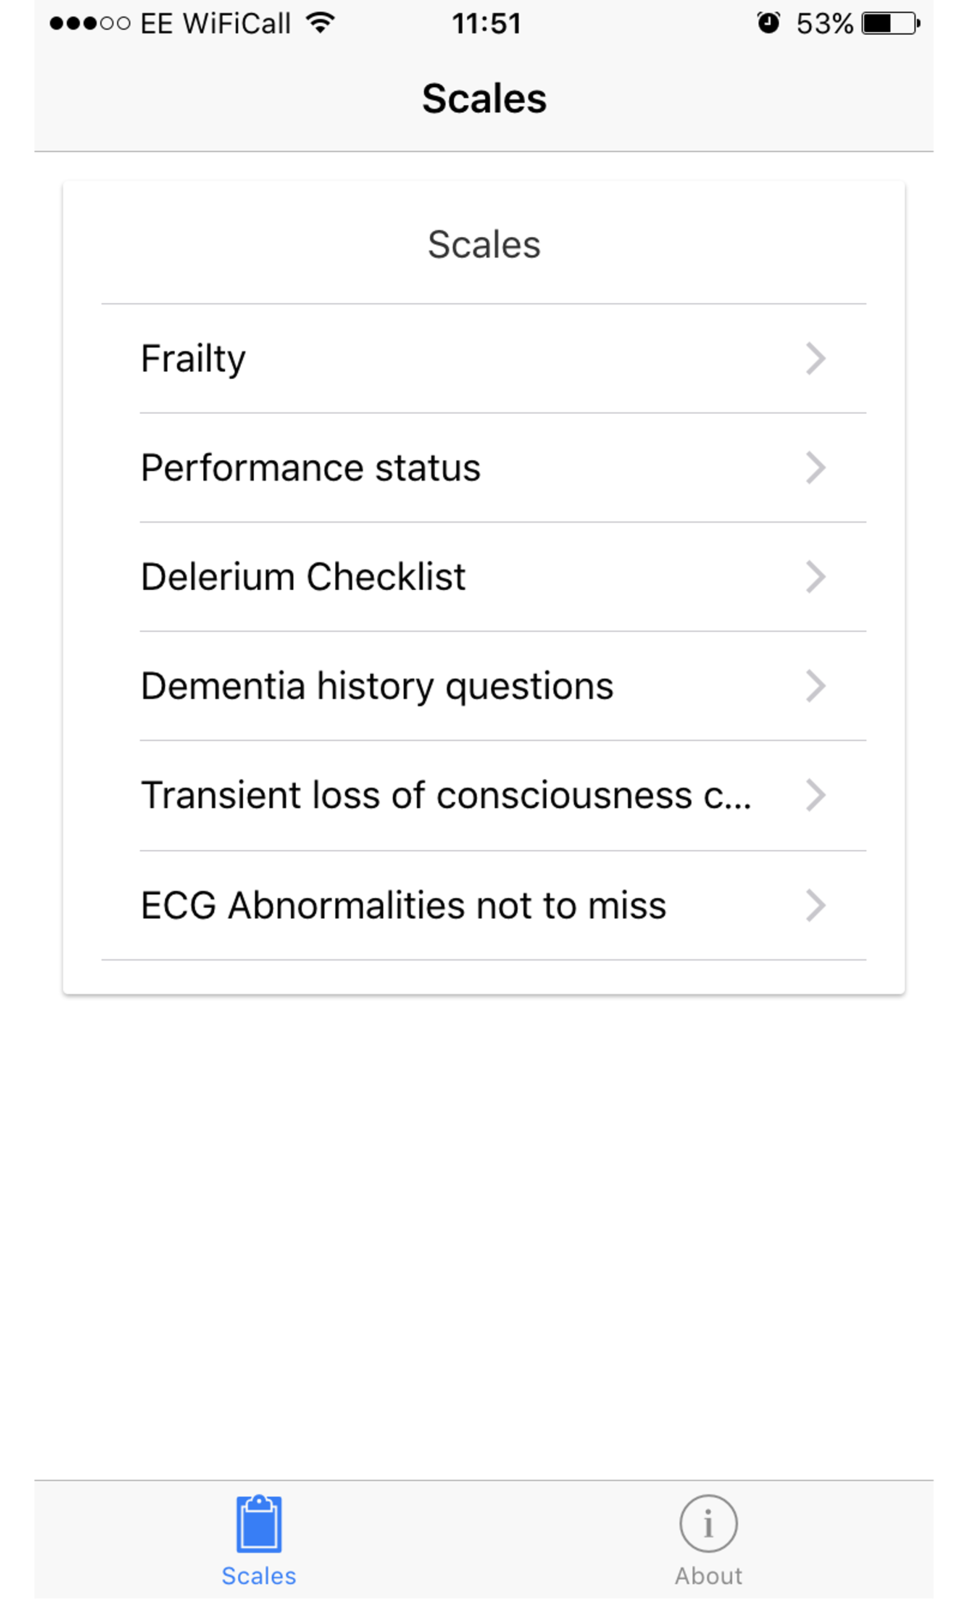 EE WiFiCall 11:51 53%
Scales
Scales
Frailty
Performance status
Delerium Checklist
Dementia history questions
Transient loss of consciousness c...
ECG Abnormalities not to miss
Scales About